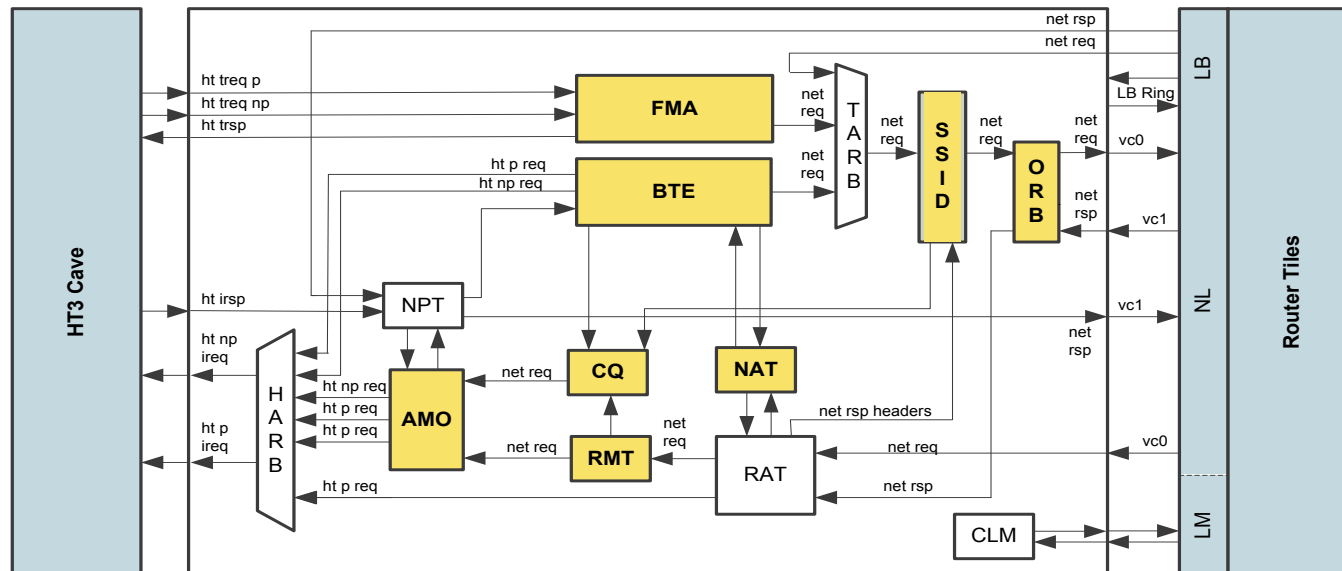 net rsp
net req
LB
ht treq p
ht treq np
ht trsp
FMA
net
req
TARB
net
req
SSID
net
req
ORB
net
req
vc0
LB Ring
ht p req
ht np req
BTE
net
req
net
rsp
vc1
HT3 Cave
Router Tiles
NL
ht irsp
NPT
vc1
net
rsp
ht np
ireq
HARB
ht np req
ht p req
ht p req
AMO
net req
CQ
NAT
net rsp headers
ht p
ireq
net req
RMT
net
req
RAT
net req
vc0
ht p req
net rsp
CLM
LM